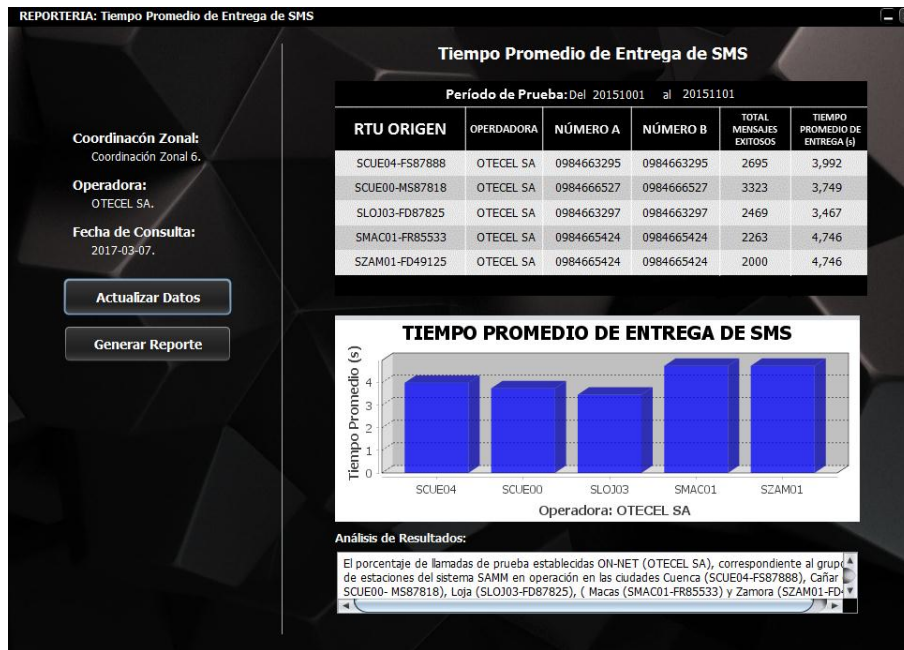 REPORTERIA: Tiempo Promedio de Entrega de SMS
Coordinacón Zonal:
Coordinación Zonal 6.
Operadora:
OTECEL SA.
Fecha de Consulta:
2017-03-07.
Actualizar Datos
Generar Reporte
Tiempo Promedio de Entrega de SMS
Período de Prueba: Del 20151001 al 20151101
RTU ORIGEN OPERDADORA NÚMERO A NÚMERO B TOTAL MENSAJES EXITOSOS TIEMPO PROMEDIO DE ENTREGA (s)
SCUE04-FS87888 OTECEL SA 0984663295 0984663295 2695 3,992
SCUE00-MS87818 OTECEL SA 0984666527 0984666527 3323 3,749
SLOJ03-FD87825 OTECEL SA 0984663297 0984663297 2469 3,467
SMAC01-FR85533 OTECEL SA 0984665424 0984665424 2263 4,746
SZAM01-FD49125 OTECEL SA 0984665424 0984665424 2000 4,746
TIEMPO PROMEDIO DE ENTREGA DE SMS
Tiempo Promedio (s)
4
3
2
1
0
SCUE04 SCUE00 SLOJ03 SMAC01 SZAM01
Operadora: OTECEL SA
Análisis de Resultados:
El porcentaje de llamadas de prueba establecidas ON-NET (OTECEL SA), correspondiente al grupo
de estaciones del sistema SAMM en operación en las ciudades Cuenca (SCUE04-FS87888), Cañar
SCUE00- MS87818), Loja (SLOJ03-FD87825), ( Macas (SMAC01-FR85533) y Zamora (SZAM01-FD